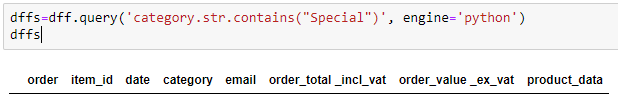 dffs=dff.query('category.str.contains("Special")', engine='python')
dffs
order item_id date category email order_total _incl_vat order_value _ex_vat product_data